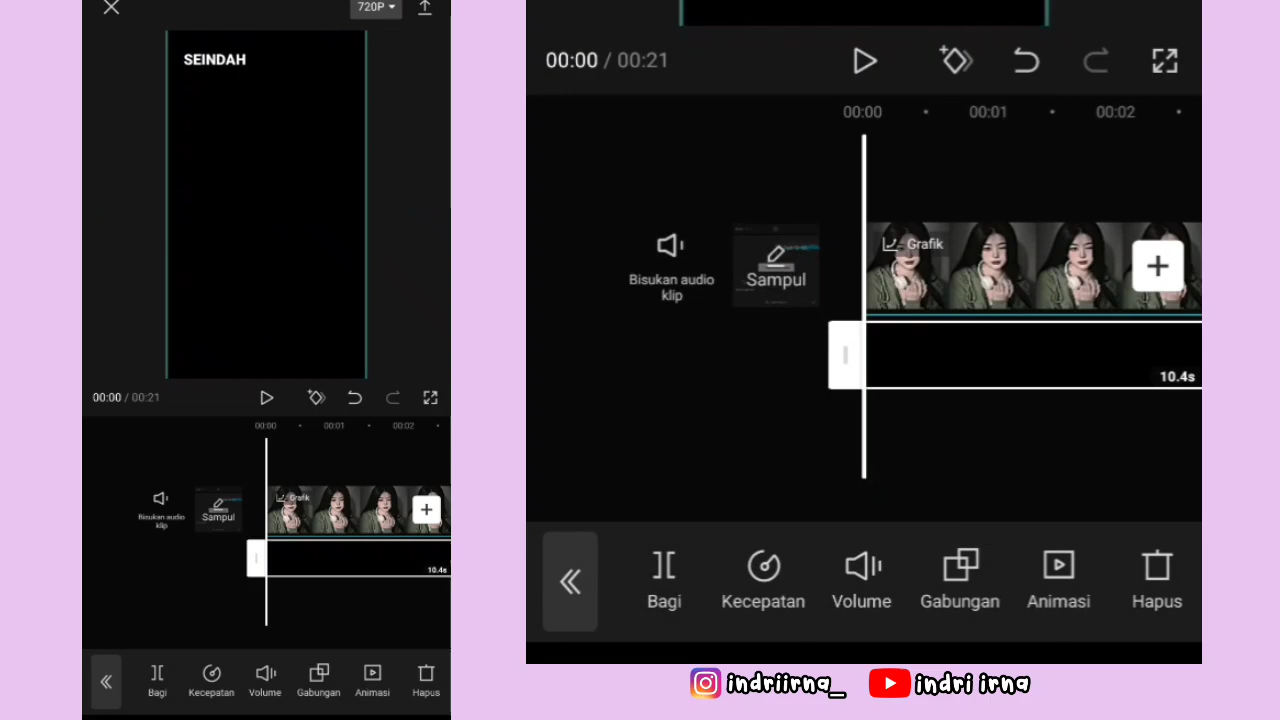 720P
SEINDAH
00:00 / 00:21
00:00 00:01 00:02
Grafik
Bisukan audio
klip
Sampul
10.4s
Bagi Kecepatan Volume Gabungan Animasi Hapus
00:00 / 00:21
00:00 00:01 00:02
Grafik
Bisukan audio
klip
Sampul
10.4s
Bagi Kecepatan Volume Gabungan Animasi Hapus
indriirna_ indri irna